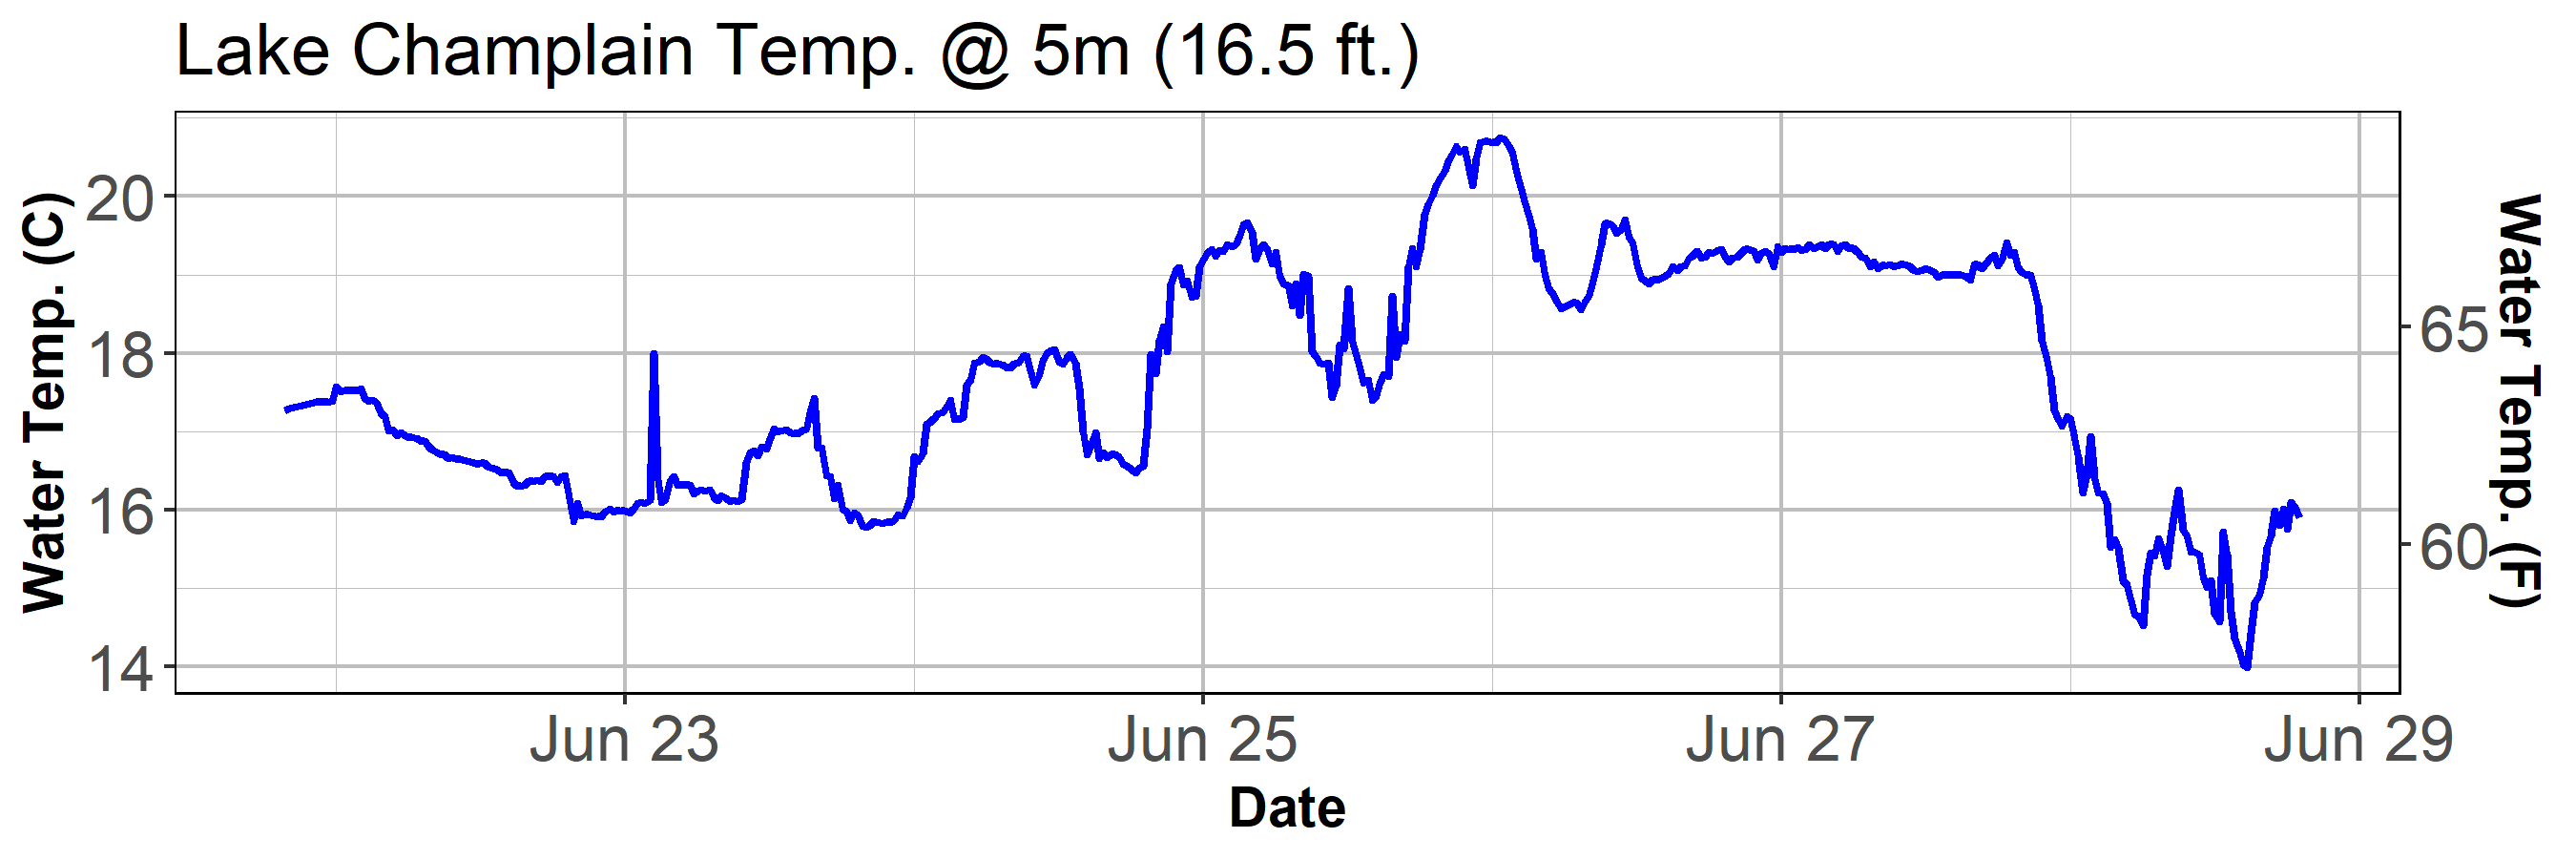 Lake Champlain Temp. @ 5m (16.5 ft.)
Water Temp. (C)
20
18
16
14
65
60
Water Temp. (F)
Jun 23 Jun 25 Jun 27 Jun 29
Date